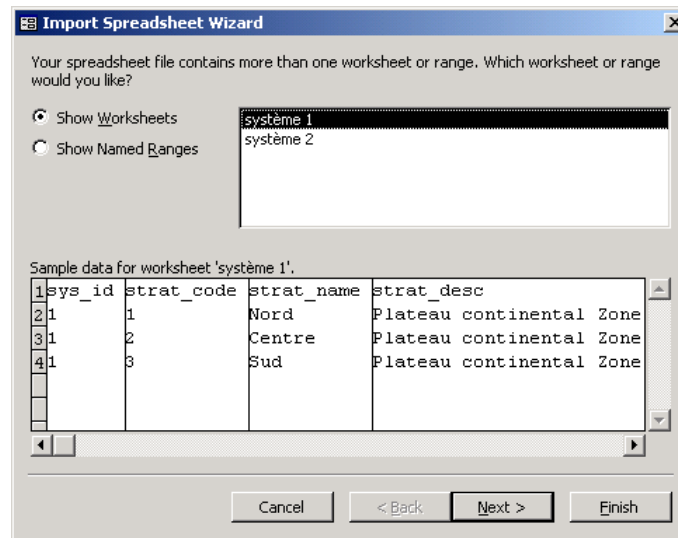 Import Spreadsheet Wizard
Your spreadsheet file contains more than one worksheet or range. Which worksheet or range
would you like?
Show Worksheets
Show Named Ranges
système 1
système 2
Sample data for worksheet 'système 1'.
1 sys_id strat_code strat_name strat_desc
2 1 1 Nord Plateau continental Zone
3 1 2 Centre Plateau continental Zone
4 1 3 Sud Plateau continental Zone
Cancel < Back Next > Finish